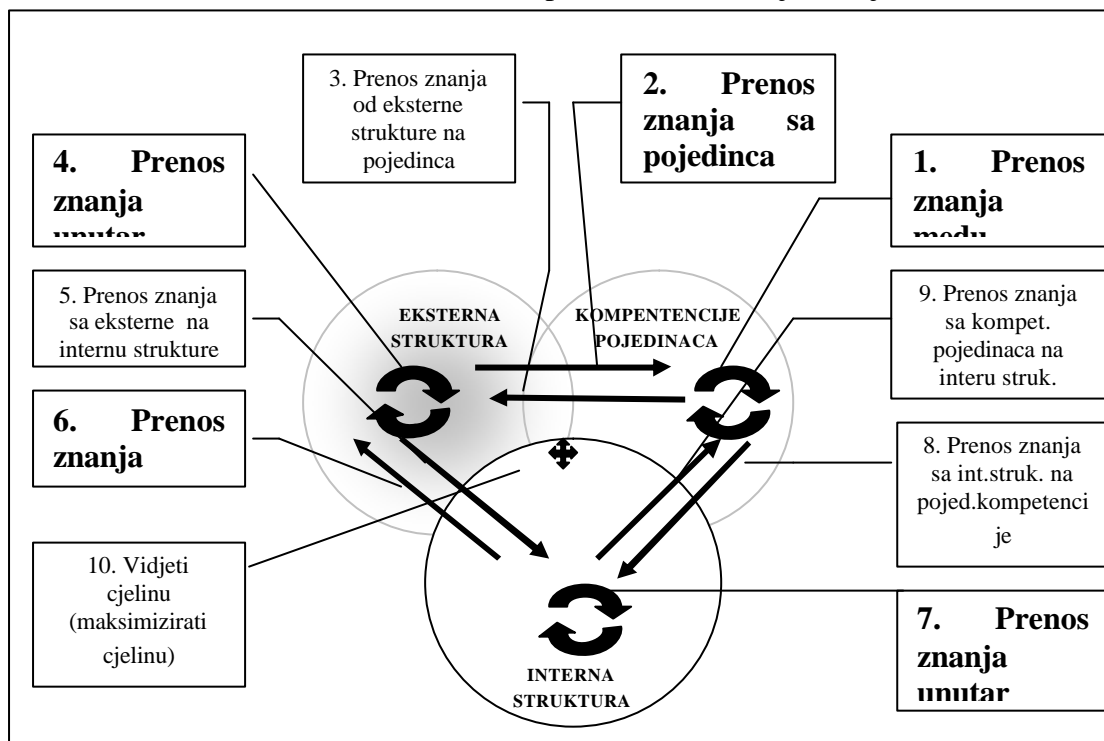 3. Prenos znanja
od eksterne
strukture na
pojedinca
2. Prenos
znanja sa
pojedinca
4. Prenos
znanja
unutar
1. Prenos
znanja
5. Prenos znanja
sa eksterne na
internu strukture
EKSTERNA
STRUKTURA
KOMPENTENCIJE
POJEDINACA
9. Prenos znanja
sa kompet.
pojedinaca na
interu struk.
6. Prenos
znanja
8. Prenos znanja
sa int.struk. na
pojed.kompetenci
je
10. Vidjeti
cjelinu
(maksimizirati
cjelinu)
INTERNA
STRUKTURA
7. Prenos
znanja
unutar